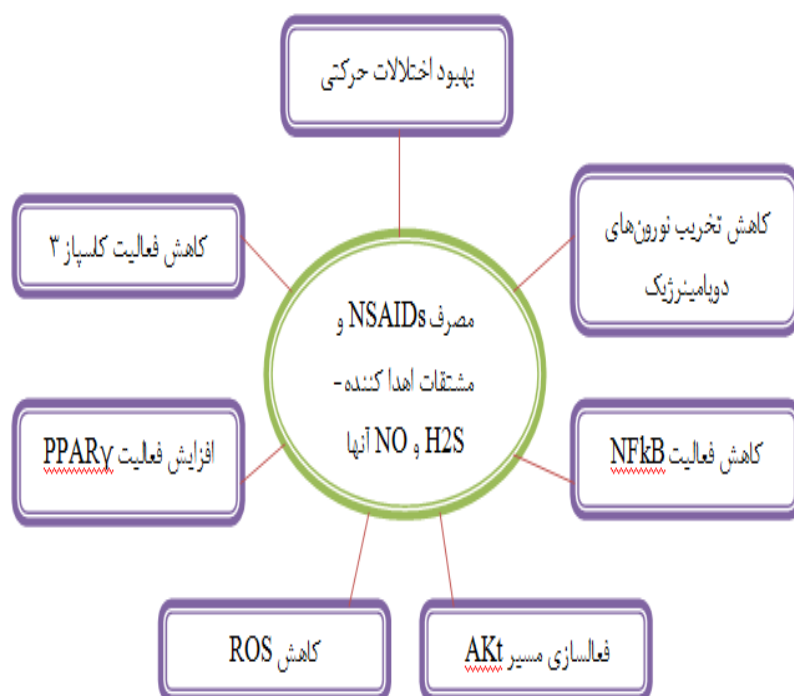 بهبود اختلالات حرکتی
کاهش تخریب نورون‌های
دوپامینرژیک
کاهش فعالیت کاسپاز ۳
مصرف NSAIDs و
مشتقات اهدا کننده-
H2S و NO آنها
افزایش فعالیت PPARγ
کاهش فعالیت NFkB
کاهش ROS
فعالسازی مسیر AKt